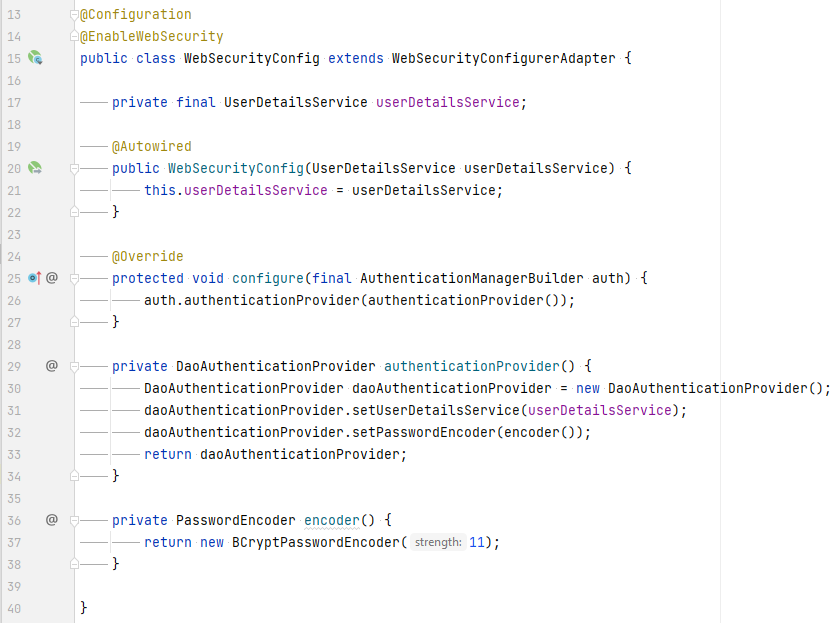 13 @Configuration
14 @EnableWebSecurity
15 public class WebSecurityConfig extends WebSecurityConfigurerAdapter {
16
17 private final UserDetailsService userDetailsService;
18
19 @Autowired
20 public WebSecurityConfig(UserDetailsService userDetailsService) {
21 this.userDetailsService = userDetailsService;
22 }
23
24 @Override
25 @ protected void configure(final AuthenticationManagerBuilder auth) {
26 auth.authenticationProvider(authenticationProvider());
27 }
28
29 @ private DaoAuthenticationProvider authenticationProvider() {
30 DaoAuthenticationProvider daoAuthenticationProvider = new DaoAuthenticationProvider();
31 daoAuthenticationProvider.setUserDetailsService(userDetailsService);
32 daoAuthenticationProvider.setPasswordEncoder(encoder());
33 return daoAuthenticationProvider;
34 }
35
36 @ private PasswordEncoder encoder() {
37 return new BCryptPasswordEncoder( strength: 11);
38 }
39
40 }